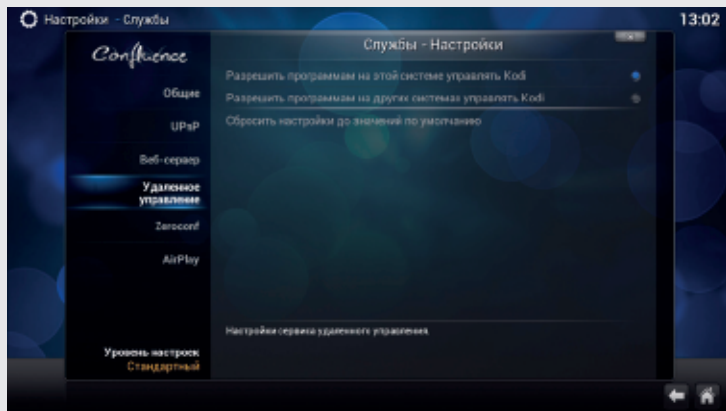 Настройки - Службы
13:02
Confluence
Службы - Настройки
Общие
UPnP
Веб-сервер
Удаленное
управление
Zeroconf
AirPlay
Разрешить программам на этой системе управлять Kodi
Разрешить программам на других системах управлять Kodi
Сбросить настройки до значений по умолчанию
Настройки сервиса удаленного управления.
Уровень настроек
Стандартный